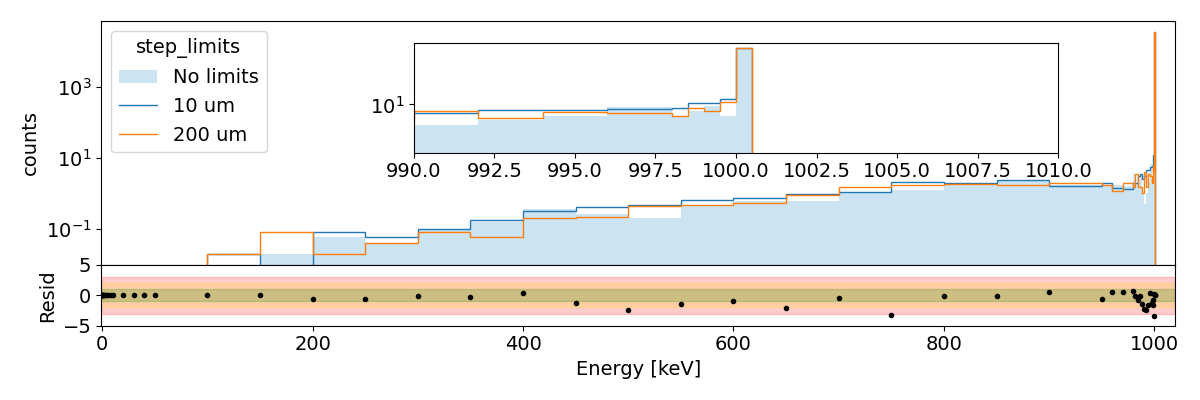 step_limits
No limits
10 um
200 um
counts
10³
10¹
10⁻¹
10¹
990.0 992.5 995.0 997.5 1000.0 1002.5 1005.0 1007.5 1010.0
Resid
5
0
−5
0 200 400 600 800 1000
Energy [keV]